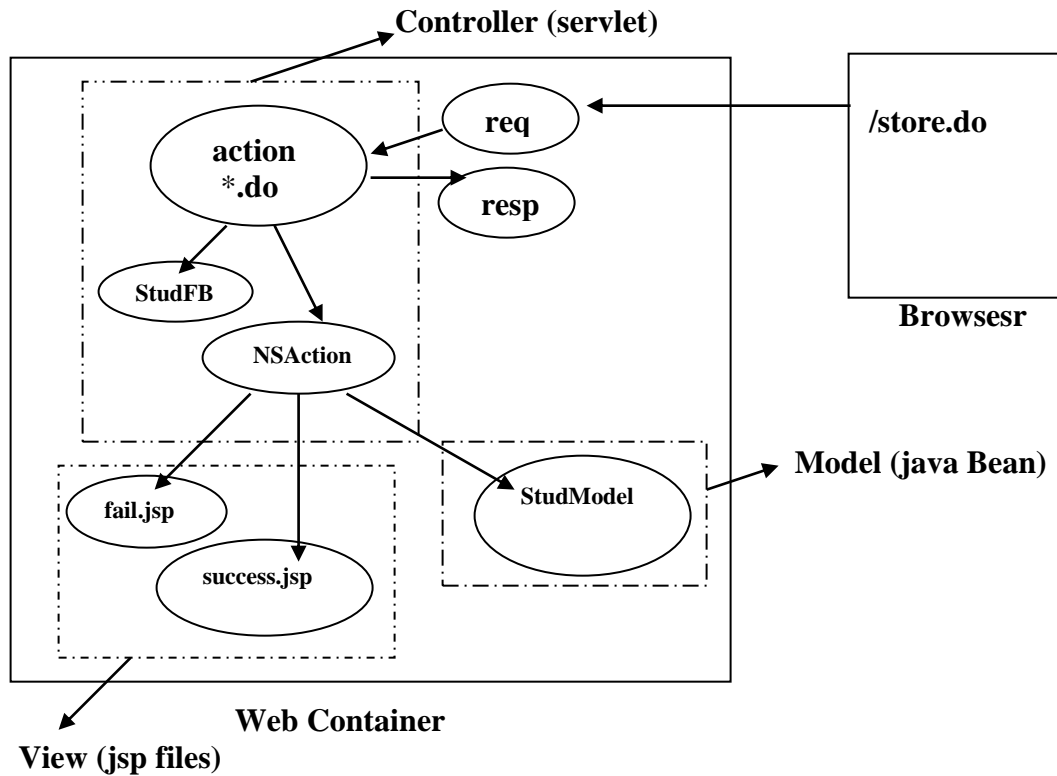 Controller (servlet)
action
*.do
req
resp
/store.do
Browsesr
StudFB
NSAction
Model (java Bean)
StudModel
fail.jsp
success.jsp
Web Container
View (jsp files)